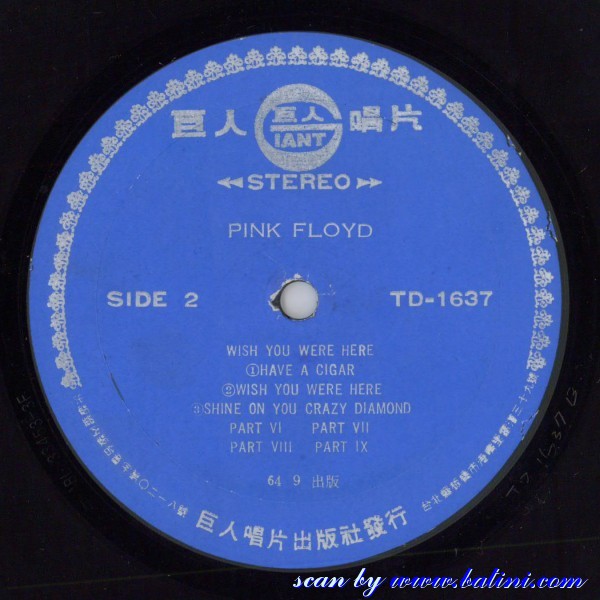 巨人 巨人 唱片
GIANT
STEREO
PINK FLOYD
SIDE 2 TD-1637
WISH YOU WERE HERE
①HAVE A CIGAR
②WISH YOU WERE HERE
③SHINE ON YOU CRAZY DIAMOND
PART VI PART VII
PART VIII PART IX
64 9 出版
巨人唱片出版社發行
scan by www.batini.com